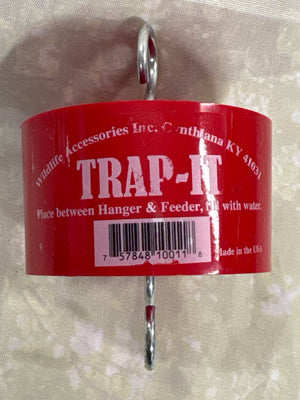 Wildlife Accessories Inc. Cynthiana KY 41031
TRAP-IT
Place between Hanger & Feeder, fill with water.
7 57848 10011 8
Made in the USA